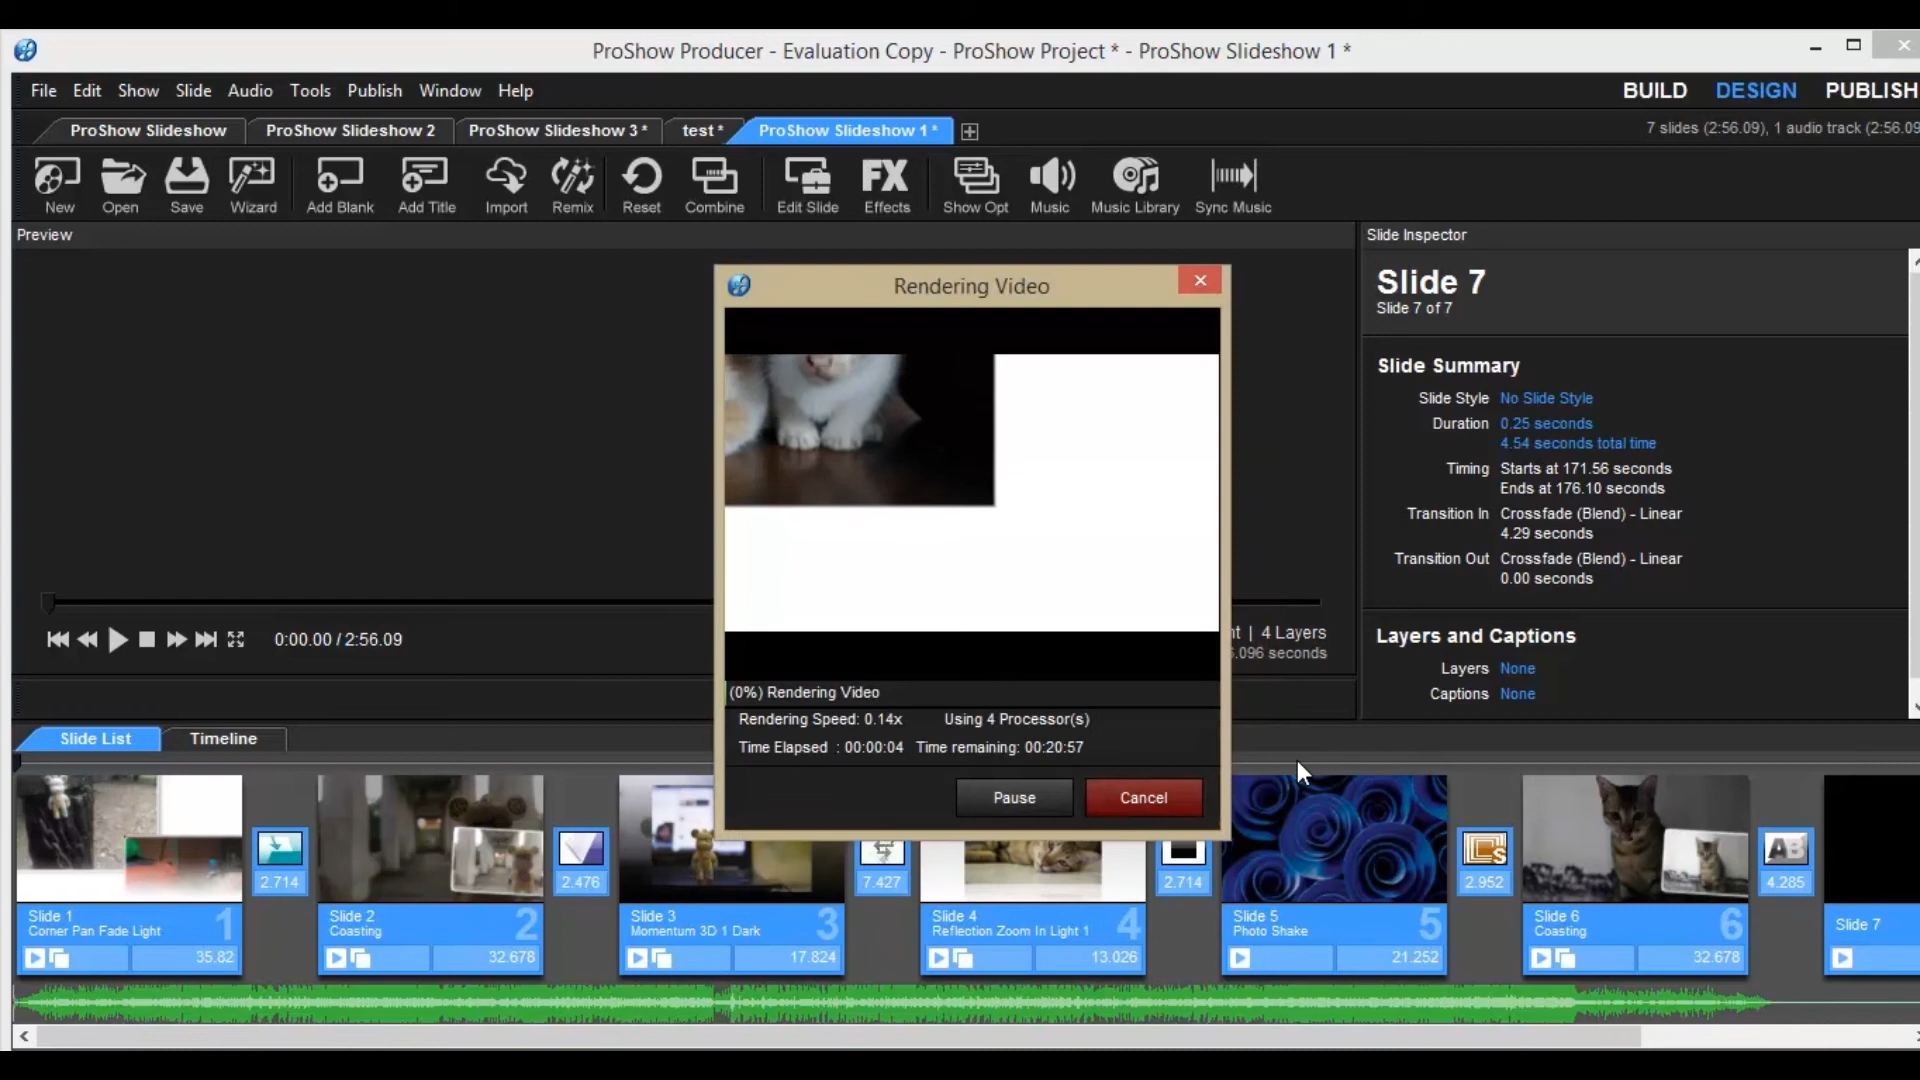 ProShow Producer - Evaluation Copy - ProShow Project * - ProShow Slideshow 1 *
File Edit Show Slide Audio Tools Publish Window Help
BUILD DESIGN PUBLISH
ProShow Slideshow ProShow Slideshow 2 ProShow Slideshow 3 * test * ProShow Slideshow 1 *
7 slides (2:56.09), 1 audio track (2:56.09
New Open Save Wizard Add Blank Add Title Import Remix Reset Combine Edit Slide FX Effects Show Opt Music Music Library Sync Music
Preview
Slide Inspector
Rendering Video
Slide 7
Slide 7 of 7
Slide Summary
Slide Style No Slide Style
Duration 0.25 seconds
4.54 seconds total time
Timing Starts at 171.56 seconds
Ends at 176.10 seconds
Transition In Crossfade (Blend) - Linear
4.29 seconds
Transition Out Crossfade (Blend) - Linear
0.00 seconds
Layers and Captions
Layers None
Captions None
0:00.00 / 2:56.09
| 4 Layers
.096 seconds
(0%) Rendering Video
Rendering Speed: 0.14x Using 4 Processor(s)
Time Elapsed : 00:00:04 Time remaining: 00:20:57
Pause Cancel
Slide List Timeline
2.714 2.476 7.427 2.714 2.952 AB 4.285
Slide 1
Corner Pan Fade Light 1
35.82
Slide 2
Coasting 2
32.678
Slide 3
Momentum 3D 1 Dark 3
17.824
Slide 4
Reflection Zoom In Light 1 4
13.026
Slide 5
Photo Shake 5
21.252
Slide 6
Coasting 6
32.678
Slide 7